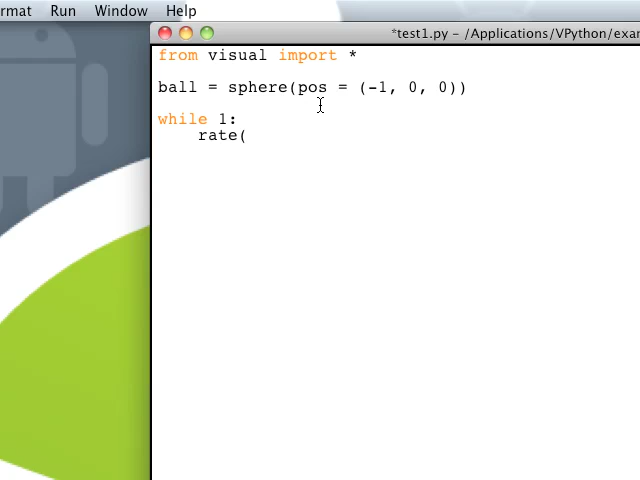 rmat Run Window Help
*test1.py - /Applications/VPython/exar
from visual import *
ball = sphere(pos = (-1, 0, 0))
while 1:
rate(